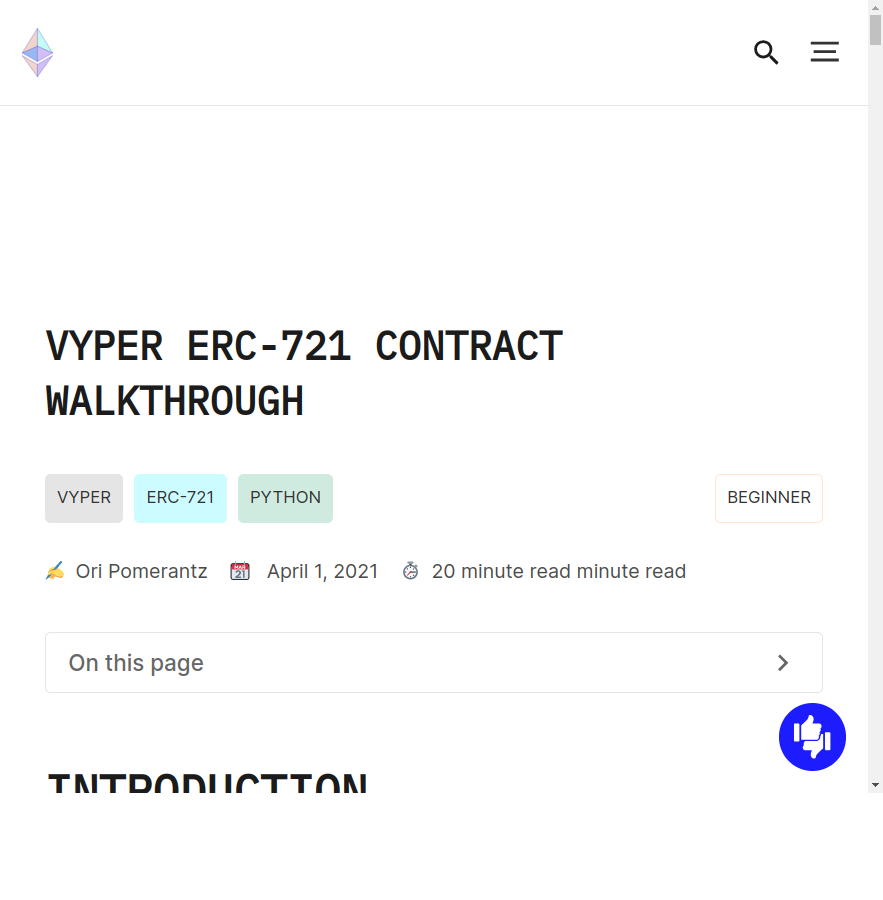 VYPER ERC-721 CONTRACT
WALKTHROUGH
VYPER ERC-721 PYTHON BEGINNER
Ori Pomerantz April 1, 2021 20 minute read minute read
On this page
INTRODUCTION